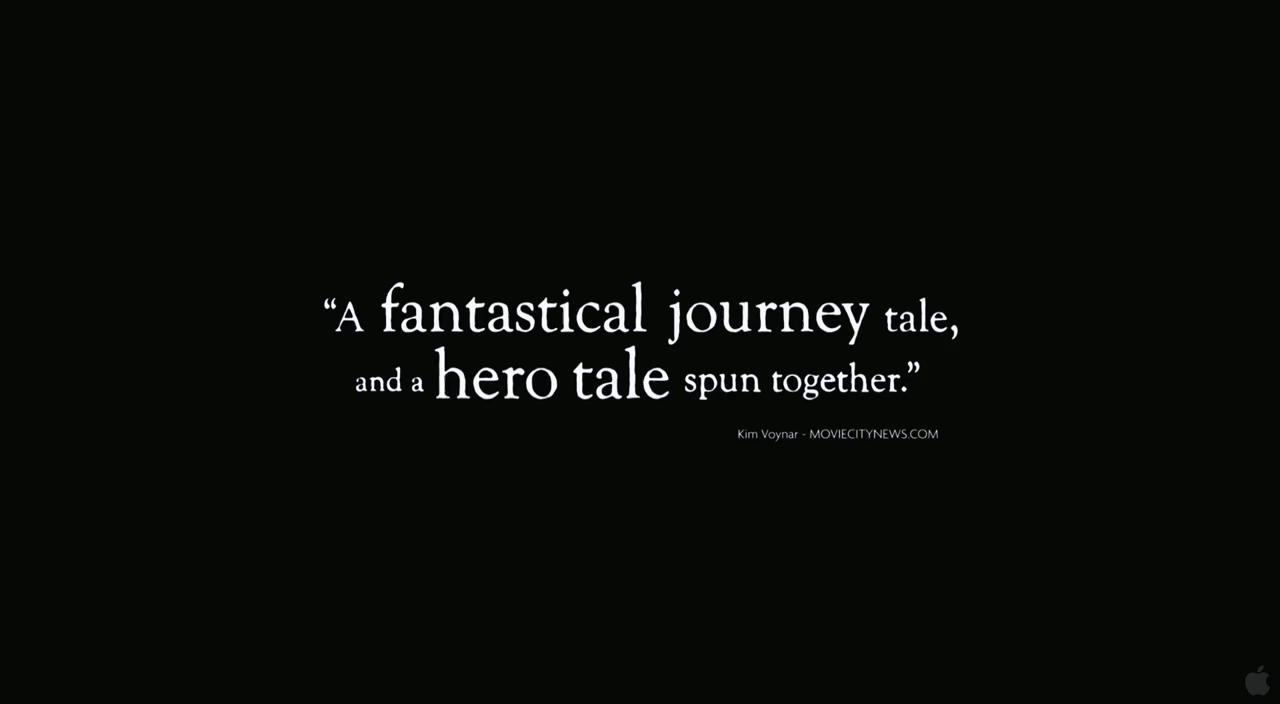 “A fantastical journey tale,
and a hero tale spun together.”
Kim Voynar - MOVIECITYNEWS.COM